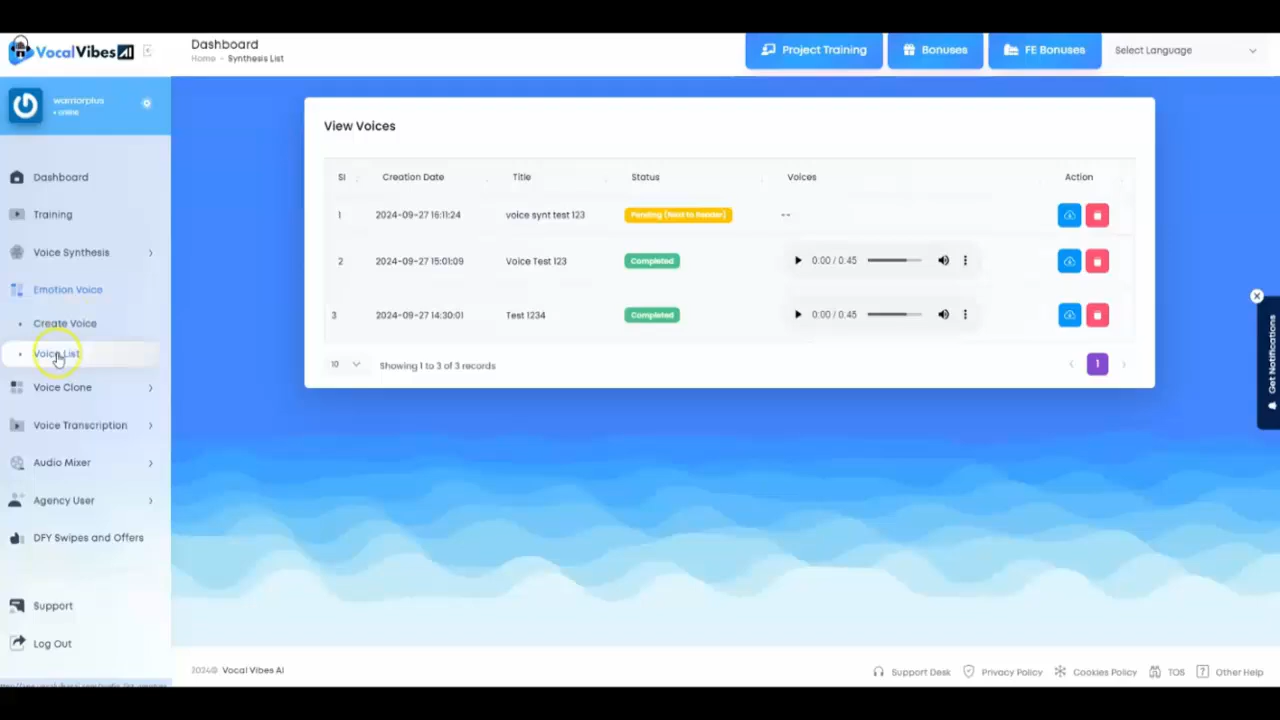 VocalVibes AI
Dashboard
Home - Synthesis List
Project Training
Bonuses
FE Bonuses
Select Language
warriorplus
• online
Dashboard
Training
Voice Synthesis
Emotion Voice
Create Voice
Voice List
Voice Clone
Voice Transcription
Audio Mixer
Agency User
DFY Swipes and Offers
Support
Log Out
View Voices
Sl Creation Date Title Status Voices Action
1 2024-09-27 16:11:24 voice synt test 123 Pending (Next to Render) --
2 2024-09-27 15:01:09 Voice Test 123 Completed 0:00 / 0:45
3 2024-09-27 14:30:01 Test 1234 Completed 0:00 / 0:45
10 Showing 1 to 3 of 3 records 1
Get Notifications
2024© Vocal Vibes AI
Support Desk Privacy Policy Cookies Policy TOS Other Help